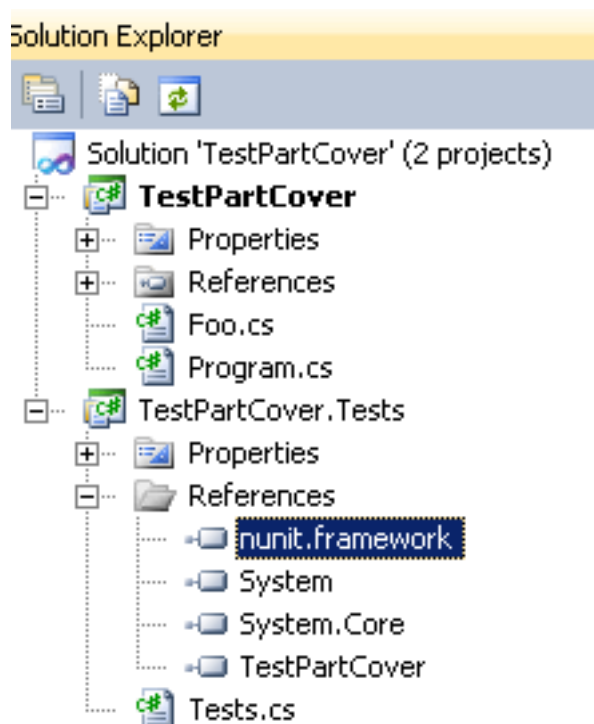 Solution Explorer
Solution 'TestPartCover' (2 projects)
TestPartCover
Properties
References
Foo.cs
Program.cs
TestPartCover.Tests
Properties
References
nunit.framework
System
System.Core
TestPartCover
Tests.cs